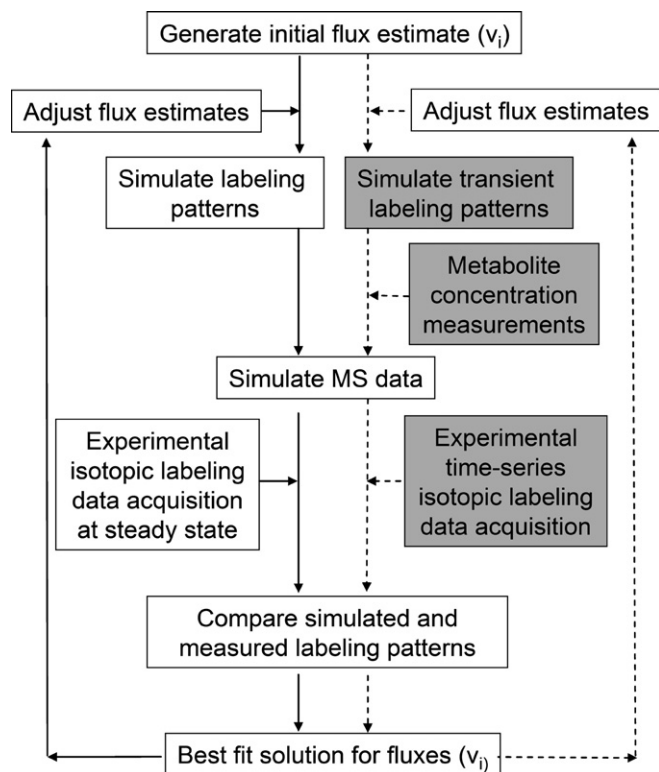 Generate initial flux estimate (vi)
Adjust flux estimates
Adjust flux estimates
Simulate labeling
patterns
Simulate transient
labeling patterns
Metabolite
concentration
measurements
Simulate MS data
Experimental
isotopic labeling
data acquisition
at steady state
Experimental
time-series
isotopic labeling
data acquisition
Compare simulated and
measured labeling patterns
Best fit solution for fluxes (vi)